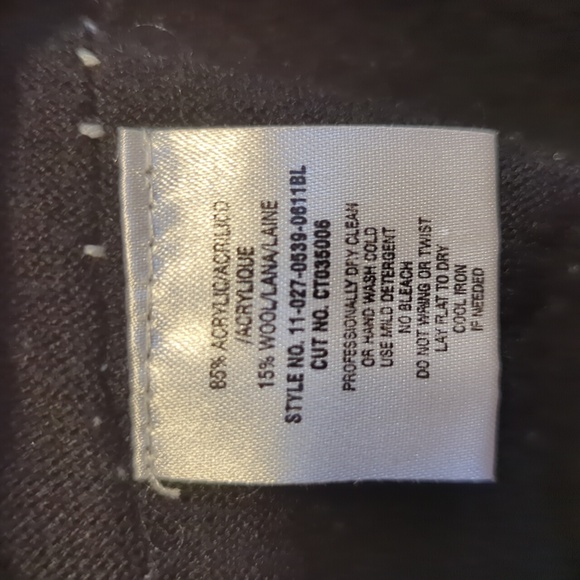 85% ACRYLIC/ACRILICO
/ACRYLIQUE
15% WOOL/LANA/LAINE
STYLE NO. 11-027-0539-0611BL
CUT NO. CT035006
PROFESSIONALLY DRY CLEAN
OR HAND WASH COLD
USE MILD DETERGENT
NO BLEACH
DO NOT WRING OR TWIST
LAY FLAT TO DRY
COOL IRON
IF NEEDED